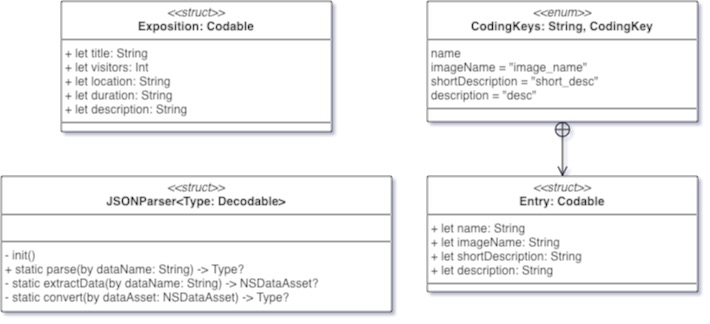 <<struct>>
Exposition: Codable
+ let title: String
+ let visitors: Int
+ let location: String
+ let duration: String
+ let description: String
<<enum>>
CodingKeys: String, CodingKey
name
imageName = "image_name"
shortDescription = "short_desc"
description = "desc"
<<struct>>
JSONParser<Type: Decodable>
- init()
+ static parse(by dataName: String) -> Type?
- static extractData(by dataName: String) -> NSDataAsset?
- static convert(by dataAsset: NSDataAsset) -> Type?
<<struct>>
Entry: Codable
+ let name: String
+ let imageName: String
+ let shortDescription: String
+ let description: String